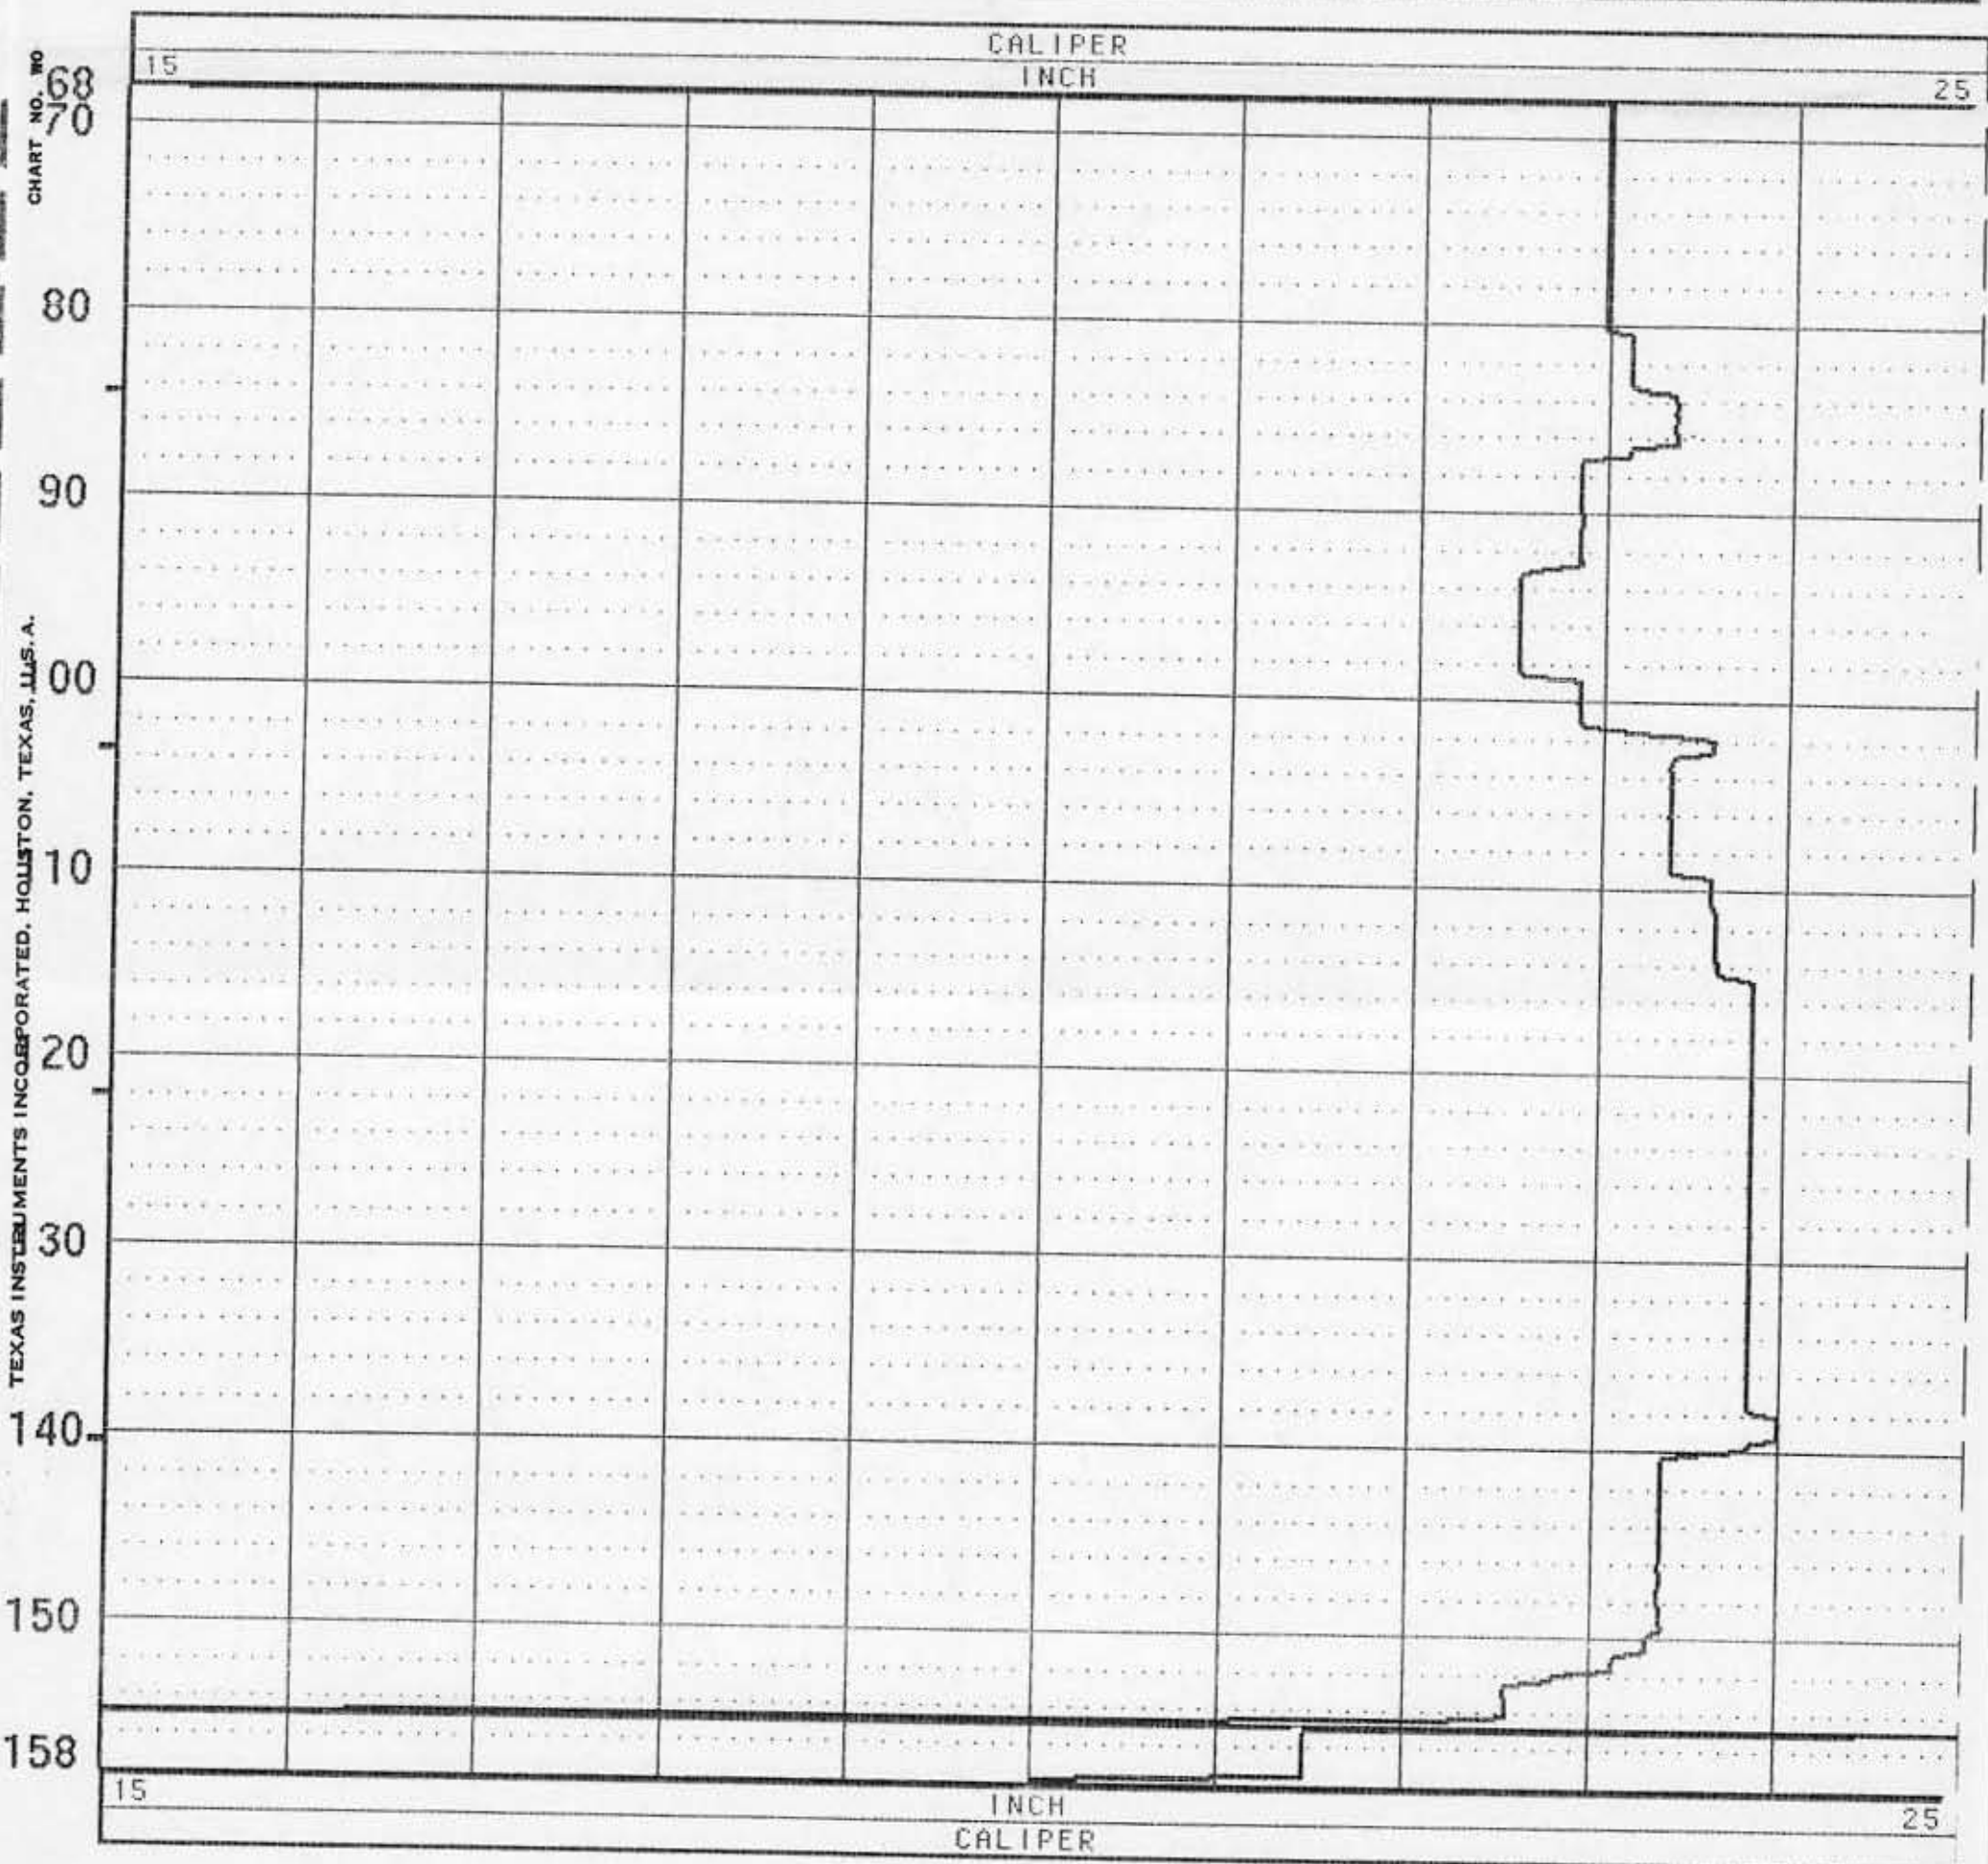 CALIPER
15 INCH 25
CHART NO. WO
68
70
80
90
00
10
20
30
140
150
158
TEXAS INSTRUMENTS INCORPORATED, HOUSTON, TEXAS, U.S.A.
15 INCH 25
CALIPER